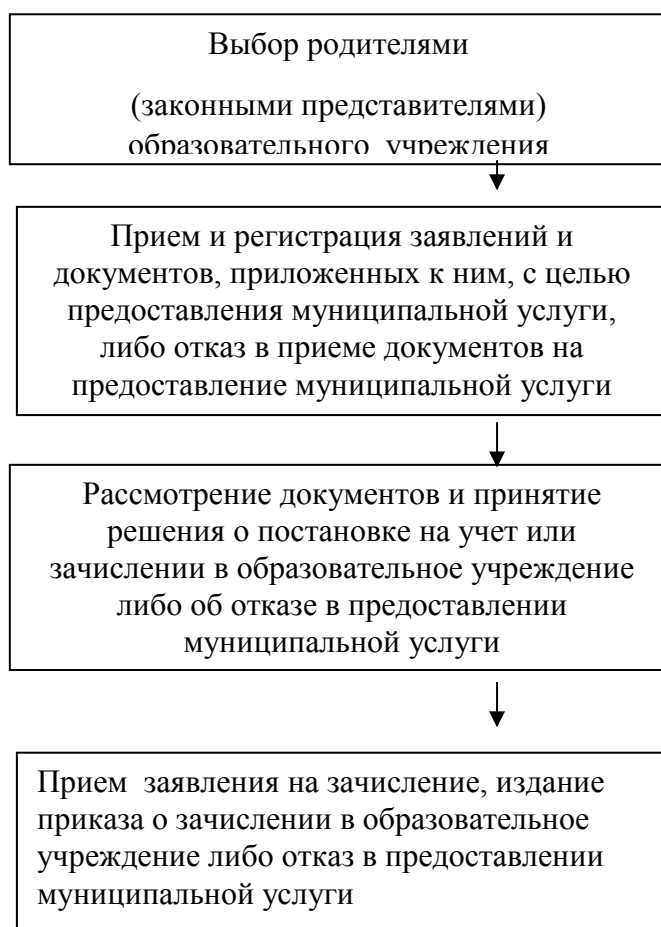 Выбор родителями
(законными представителями)
образовательного учреждения
Прием и регистрация заявлений и
документов, приложенных к ним, с целью
предоставления муниципальной услуги,
либо отказ в приеме документов на
предоставление муниципальной услуги
Рассмотрение документов и принятие
решения о постановке на учет или
зачислении в образовательное учреждение
либо об отказе в предоставлении
муниципальной услуги
Прием заявления на зачисление, издание
приказа о зачислении в образовательное
учреждение либо отказ в предоставлении
муниципальной услуги